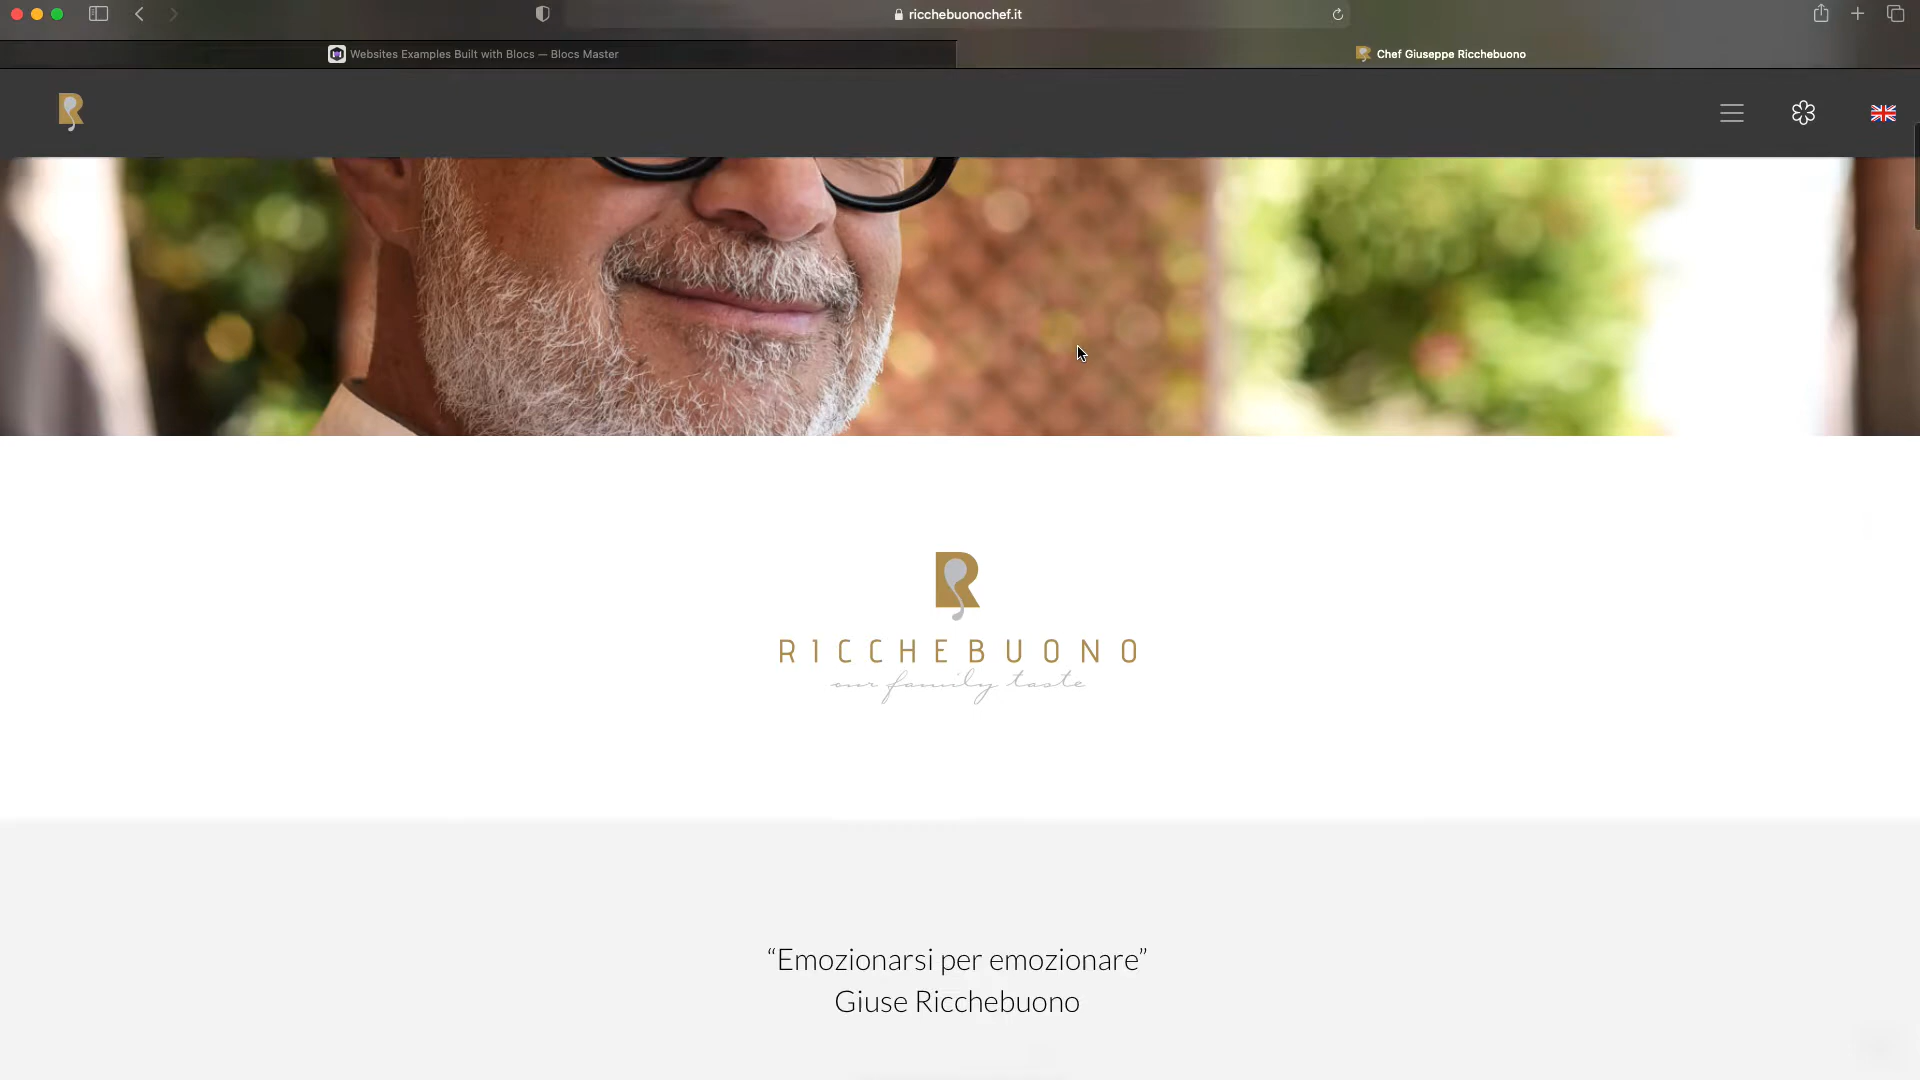 ricchebuonochef.it
Websites Examples Built with Blocs — Blocs Master
Chef Giuseppe Ricchebuono
R
R
RICCHEBUONO
our family taste
“Emozionarsi per emozionare”
Giuse Ricchebuono